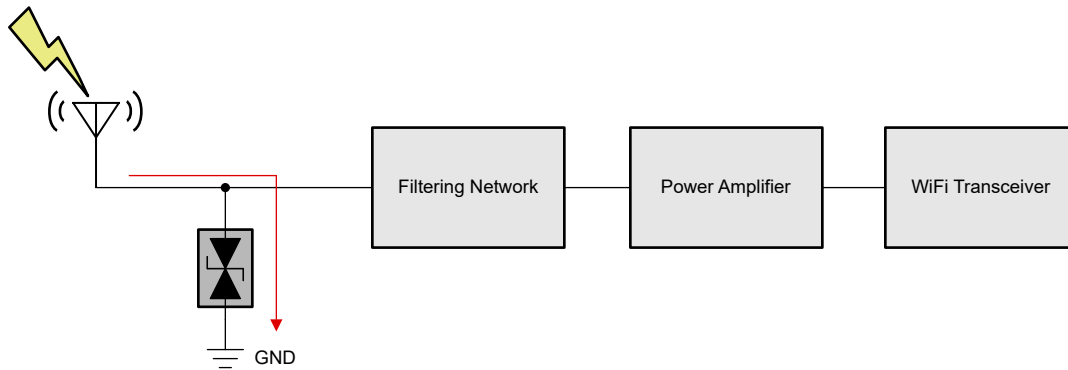 Filtering Network
Power Amplifier
WiFi Transceiver
GND